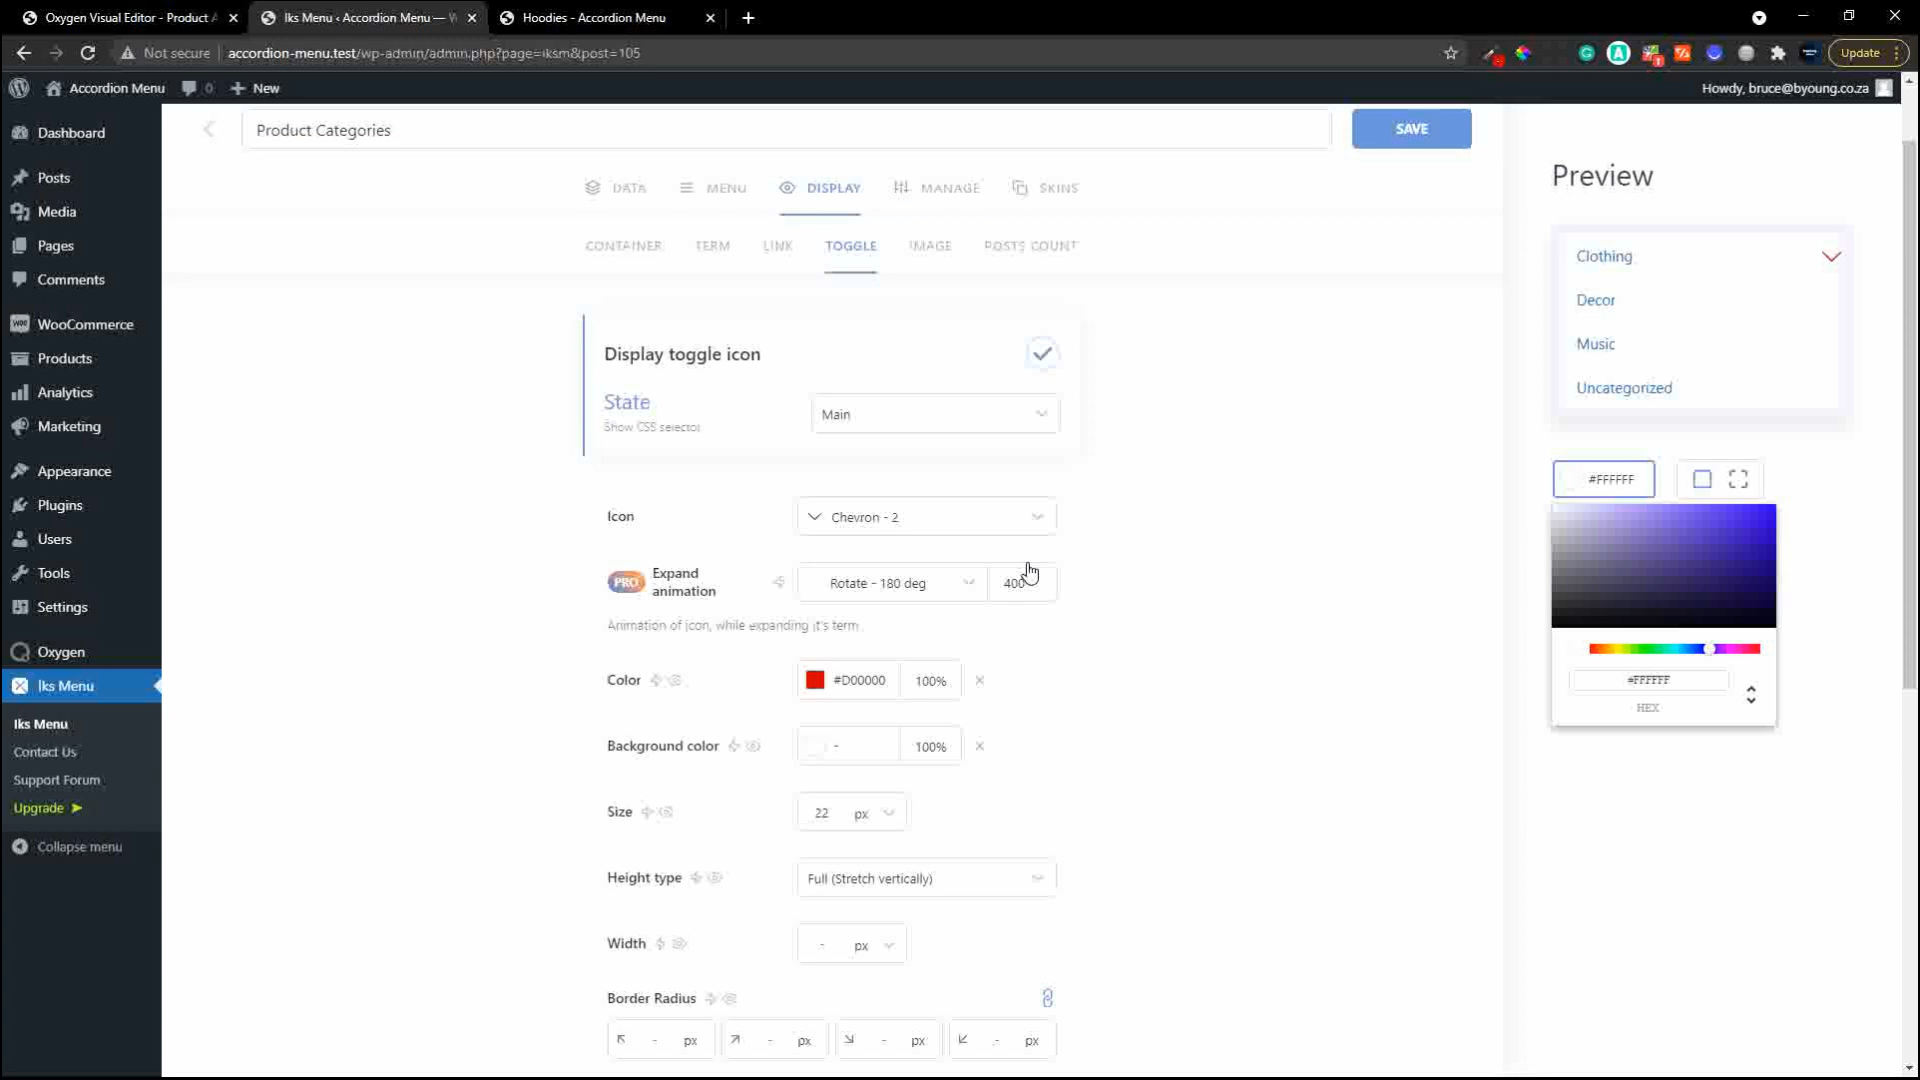 Oxygen Visual Editor - Product A
Iks Menu ‹ Accordion Menu — W
Hoodies - Accordion Menu
Not secure
accordion-menu.test/wp-admin/admin.php?page=iksm&post=105
Update
Accordion Menu
0
New
Howdy, bruce@byoung.co.za
Dashboard
Posts
Media
Pages
Comments
WooCommerce
Products
Analytics
Marketing
Appearance
Plugins
Users
Tools
Settings
Oxygen
Iks Menu
Iks Menu
Contact Us
Support Forum
Upgrade ➤
Collapse menu
Product Categories
SAVE
DATA
MENU
DISPLAY
MANAGE
SKINS
CONTAINER
TERM
LINK
TOGGLE
IMAGE
POSTS COUNT
Display toggle icon
State
Show CSS selector
Main
Icon
Chevron - 2
PRO
Expand
animation
Rotate - 180 deg
400
Animation of icon, while expanding it's term
Color
#D00000
100%
Background color
-
100%
Size
22 px
Height type
Full (Stretch vertically)
Width
- px
Border Radius
- px
- px
- px
- px
Preview
Clothing
Decor
Music
Uncategorized
#FFFFFF
#FFFFFF
HEX